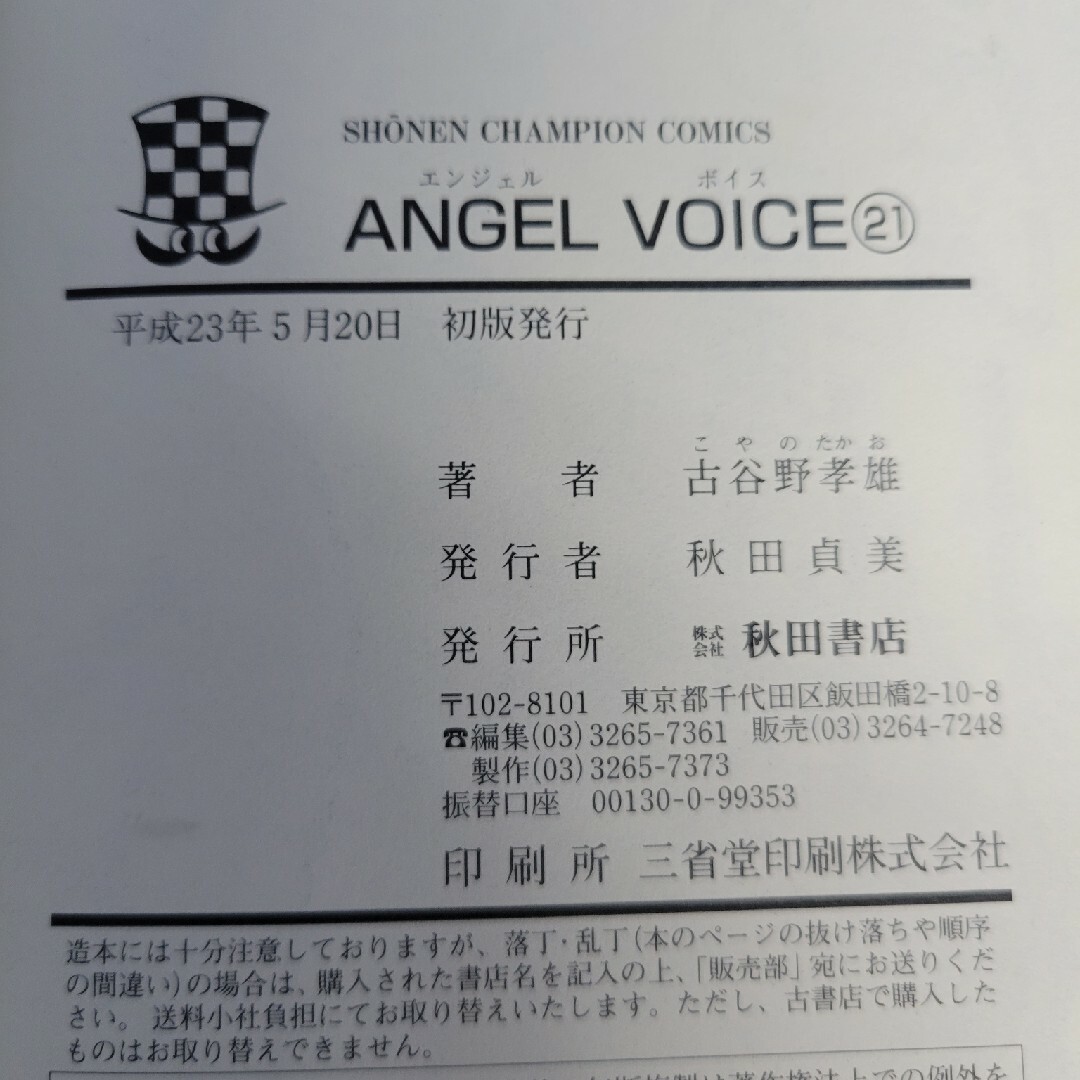 SHŌNEN CHAMPION COMICS
エンジェル ボイス
ANGEL VOICE㉑
平成23年5月20日 初版発行
こやのたかお
著者 古谷野孝雄
発行者 秋田貞美
発行所 株式会社 秋田書店
〒102-8101 東京都千代田区飯田橋2-10-8
☎編集(03)3265-7361 販売(03)3264-7248
製作(03)3265-7373
振替口座 00130-0-99353
印刷所 三省堂印刷株式会社
造本には十分注意しておりますが、落丁・乱丁(本のページの抜け落ちや順序
の間違い)の場合は、購入された書店名を記入の上、「販売部」宛にお送りくだ
さい。送料小社負担にてお取り替えいたします。ただし、古書店で購入した
ものはお取り替えできません。
著作権法上での例外を